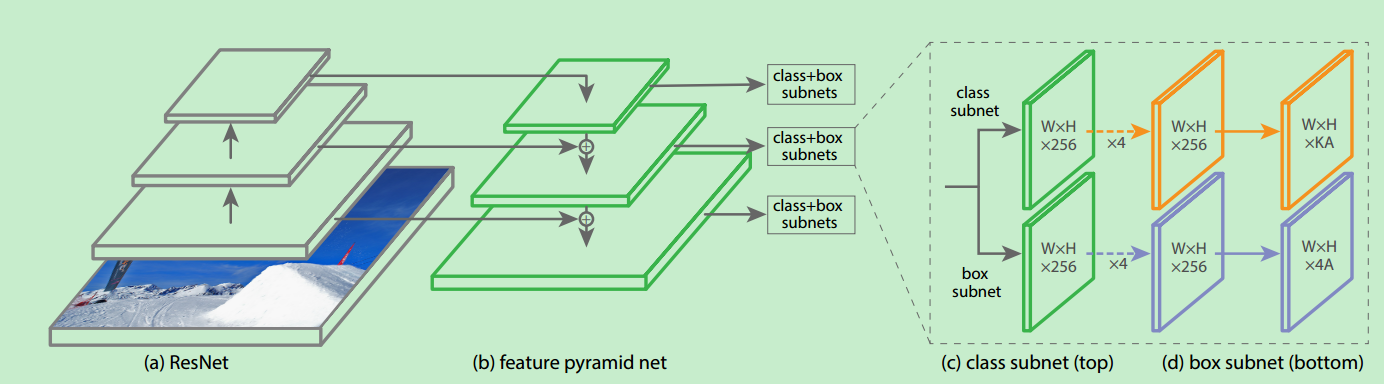 class+box
subnets
class+box
subnets
class+box
subnets
class
subnet
W×H
×256
×4
W×H
×256
W×H
×KA
box
subnet
W×H
×256
×4
W×H
×256
W×H
×4A
(a) ResNet
(b) feature pyramid net
(c) class subnet (top)
(d) box subnet (bottom)